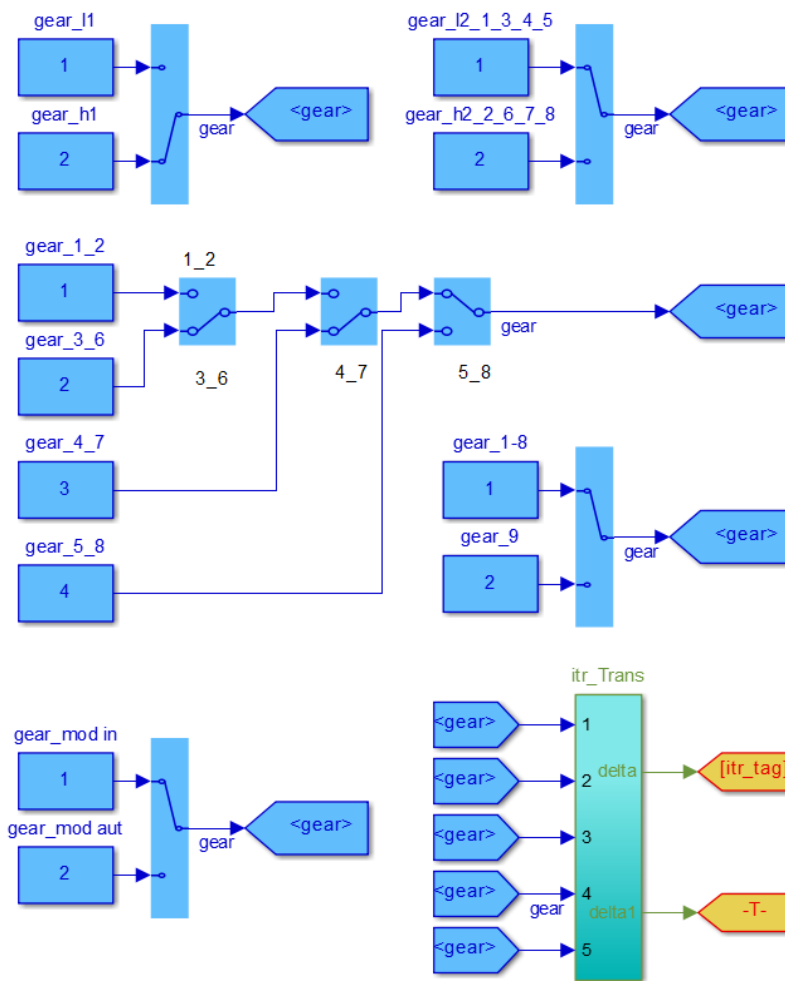 gear_l1
1
gear_h1
2
gear
<gear>
gear_l2_1_3_4_5
1
gear_h2_2_6_7_8
2
gear
<gear>
gear_1_2
1
gear_3_6
2
gear_4_7
3
gear_5_8
4
1_2
3_6
4_7
5_8
gear
<gear>
gear_1-8
1
gear_9
2
gear
<gear>
gear_mod in
1
gear_mod aut
2
gear
<gear>
itr_Trans
<gear>
1
<gear>
2
<gear>
3
<gear>
gear
4
<gear>
5
delta
[itr_tag]
delta1
-T-